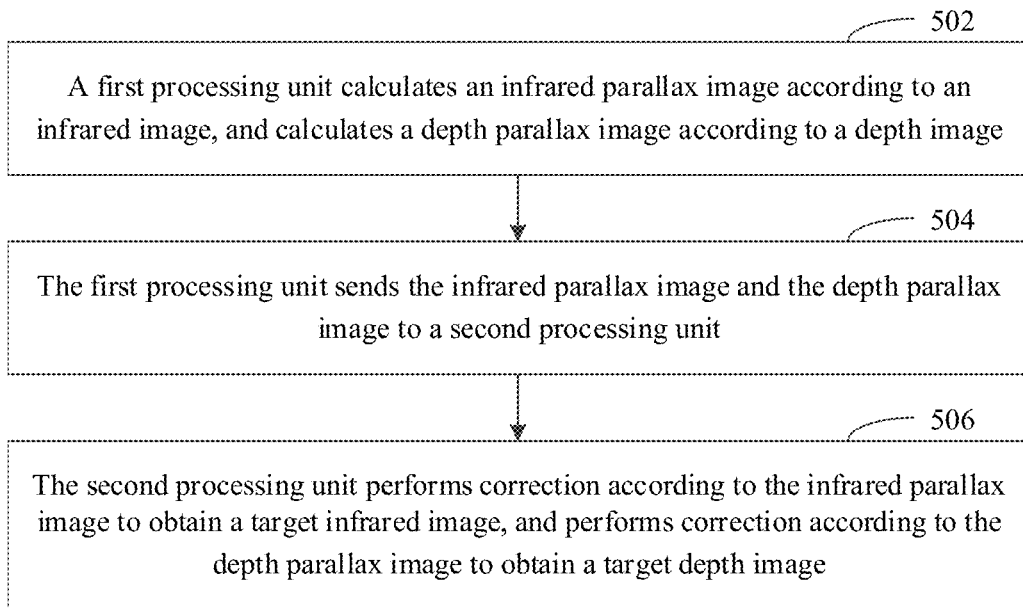 502
A first processing unit calculates an infrared parallax image according to an
infrared image, and calculates a depth parallax image according to a depth image
504
The first processing unit sends the infrared parallax image and the depth parallax
image to a second processing unit
506
The second processing unit performs correction according to the infrared parallax
image to obtain a target infrared image, and performs correction according to the
depth parallax image to obtain a target depth image